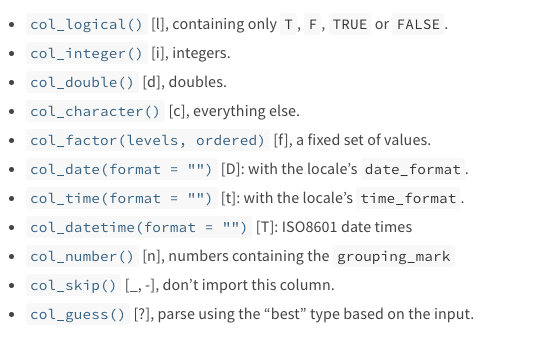 col_logical() [l], containing only T, F, TRUE or FALSE.
col_integer() [i], integers.
col_double() [d], doubles.
col_character() [c], everything else.
col_factor(levels, ordered) [f], a fixed set of values.
col_date(format = "") [D]: with the locale’s date_format.
col_time(format = "") [t]: with the locale’s time_format.
col_datetime(format = "") [T]: ISO8601 date times
col_number() [n], numbers containing the grouping_mark
col_skip() [_, -], don’t import this column.
col_guess() [?], parse using the “best” type based on the input.